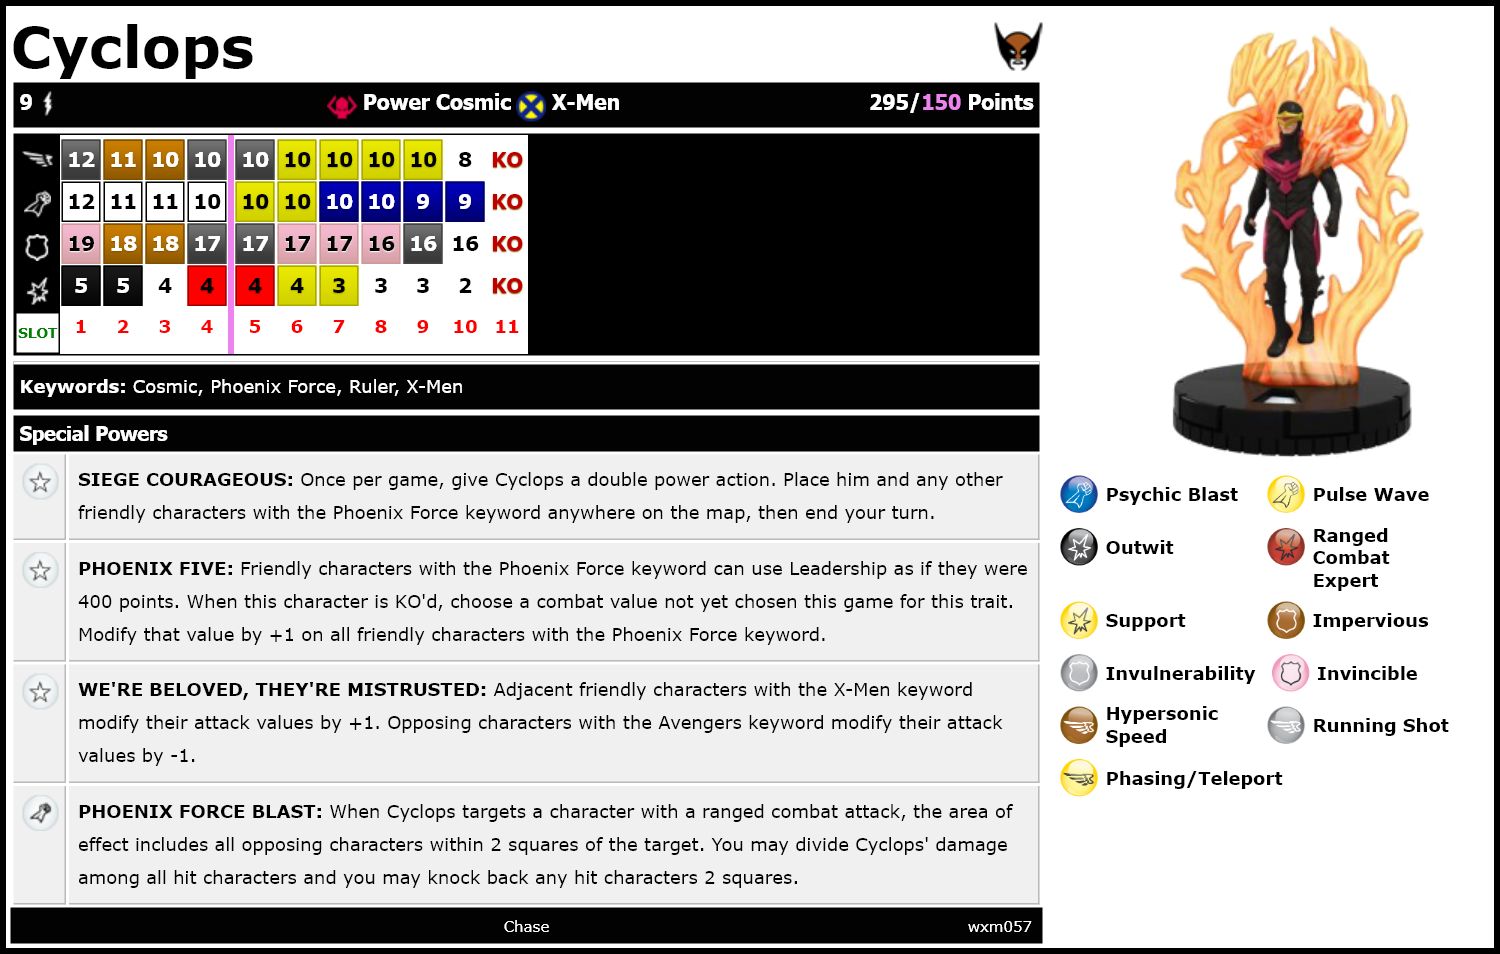 Cyclops
9 Power Cosmic X-Men 295/150 Points
12 11 10 10 10 10 10 10 10 8 KO
12 11 11 10 10 10 10 10 9 9 KO
19 18 18 17 17 17 17 16 16 16 KO
5 5 4 4 4 4 3 3 3 2 KO
SLOT 1 2 3 4 5 6 7 8 9 10 11
Keywords: Cosmic, Phoenix Force, Ruler, X-Men
Special Powers
SIEGE COURAGEOUS: Once per game, give Cyclops a double power action. Place him and any other
friendly characters with the Phoenix Force keyword anywhere on the map, then end your turn.
PHOENIX FIVE: Friendly characters with the Phoenix Force keyword can use Leadership as if they were
400 points. When this character is KO'd, choose a combat value not yet chosen this game for this trait.
Modify that value by +1 on all friendly characters with the Phoenix Force keyword.
WE'RE BELOVED, THEY'RE MISTRUSTED: Adjacent friendly characters with the X-Men keyword
modify their attack values by +1. Opposing characters with the Avengers keyword modify their attack
values by -1.
PHOENIX FORCE BLAST: When Cyclops targets a character with a ranged combat attack, the area of
effect includes all opposing characters within 2 squares of the target. You may divide Cyclops' damage
among all hit characters and you may knock back any hit characters 2 squares.
Chase wxm057
Psychic Blast Pulse Wave
Outwit Ranged
Combat
Expert
Support Impervious
Invulnerability Invincible
Hypersonic
Speed Running Shot
Phasing/Teleport